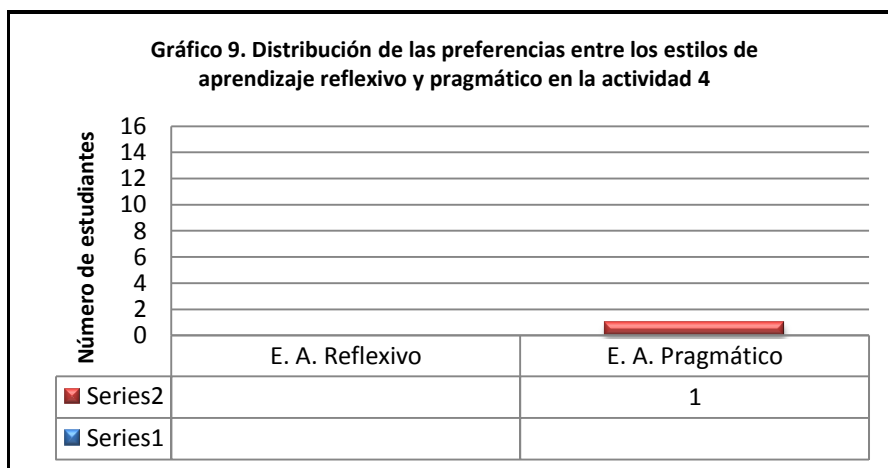 Gráfico 9. Distribución de las preferencias entre los estilos de
aprendizaje reflexivo y pragmático en la actividad 4
Número de estudiantes
16
14
12
10
8
6
4
2
0
E. A. Reflexivo E. A. Pragmático
Series2 1
Series1